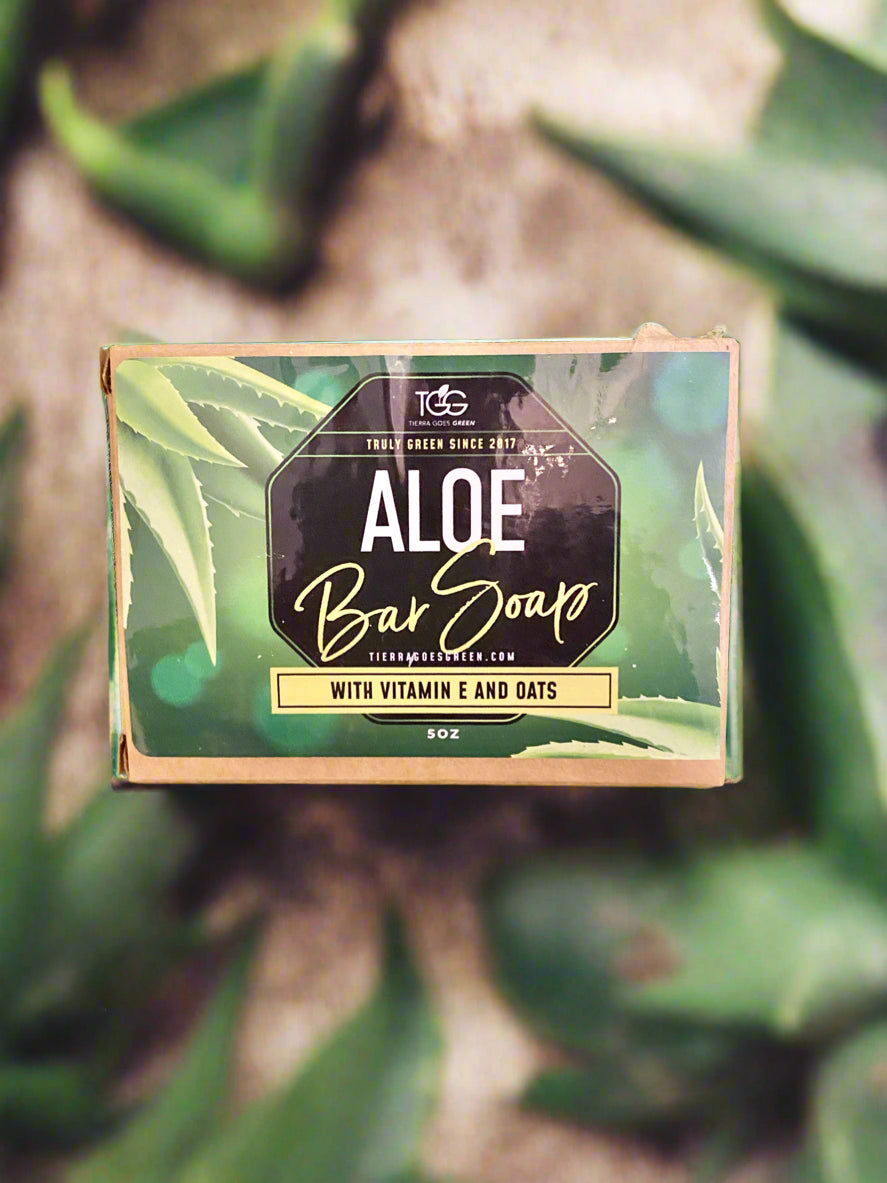 TGG
TIERRA GOES GREEN
TRULY GREEN SINCE 2017
ALOE
Bar Soap
TIERRAGOESGREEN.COM
WITH VITAMIN E AND OATS
5OZ